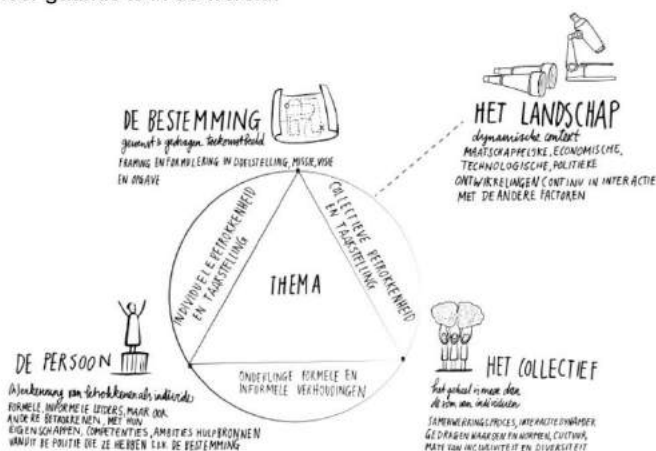 DE BESTEMMING
gewenst & gedragen toekomstbeeld
FRAMING EN FORMULERING IN DOELSTELLING, MISSIE, VISIE
EN OPGAVE
HET LANDSCHAP
dynamische context
MAATSCHAPPELIJKE, ECONOMISCHE,
TECHNOLOGISCHE, POLITIEKE
ONTWIKKELINGEN CONTINU IN INTERACTIE
MET DE ANDERE FACTOREN
INDIVIDUELE BETROKKENHEID
EN TAAKSTELLING
COLLECTIEVE BETROKKENHEID
EN TAAKSTELLING
THEMA
ONDERLINGE FORMELE EN
INFORMELE VERHOUDINGEN
DE PERSOON
(h)erkenning van betrokkenen als individu
FORMELE, INFORMELE LEIDERS, MAAR OOK
ANDERE BETROKKENEN, MET HUN
EIGENSCHAPPEN, COMPETENTIES, AMBITIES HULPBRONNEN
VANUIT DE POSITIE DIE ZE HEBBEN T.O.V. DE BESTEMMING
HET COLLECTIEF
het geheel is meer dan
de som van individuen
SAMENWERKINGSPROCES, INTERACTIEDYNAMIEK
GEDRAGEN WAARDEN EN NORMEN, CULTUUR,
MATE VAN INCLUSIVITEIT EN DIVERSITEIT